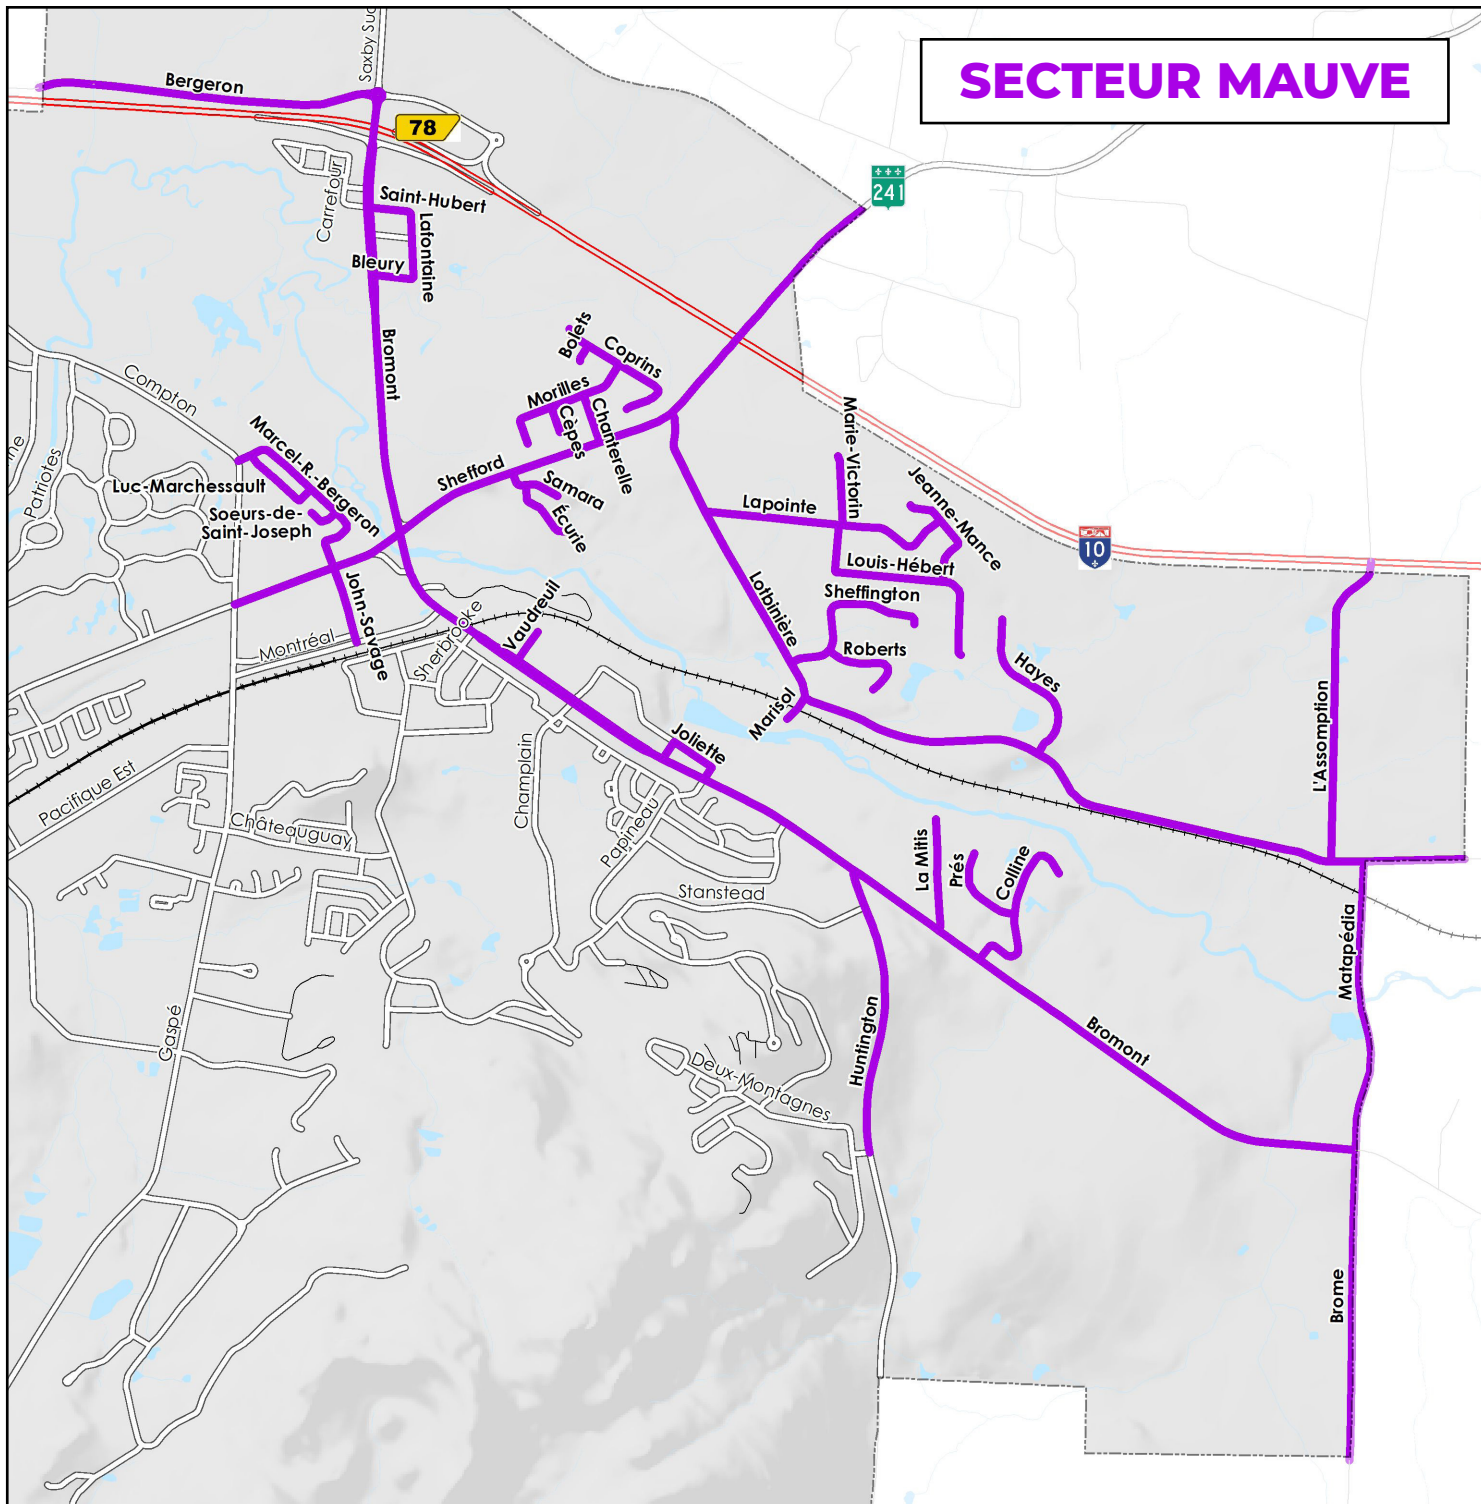 SECTEUR MAUVE
Saxby Sud
Bergeron
78
241
Carrefour
Saint-Hubert
Lafontaine
Bleury
Bromont
Bolets
Coprins
Compton
Morilles
Cèpes
Chanterelle
Marie-Victorin
Marcel-R.-Bergeron
Patriotes
Luc-Marchessault
Shefford
Samara
Jeanne-Mance
Lapointe
Soeurs-de-
Saint-Joseph
Écurie
10
Louis-Hébert
John-Savage
Lotbinière
Sheffington
Vaudreuil
Sherbrooke
Montréal
Roberts
Hayes
Marisol
L'Assomption
Joliette
Pacifique Est
Champlain
Papineau
Châteauguay
La Mitis
Prés
Colline
Stanstead
Matapédia
Gaspé
Huntington
Bromont
Deux-Montagnes
Brome